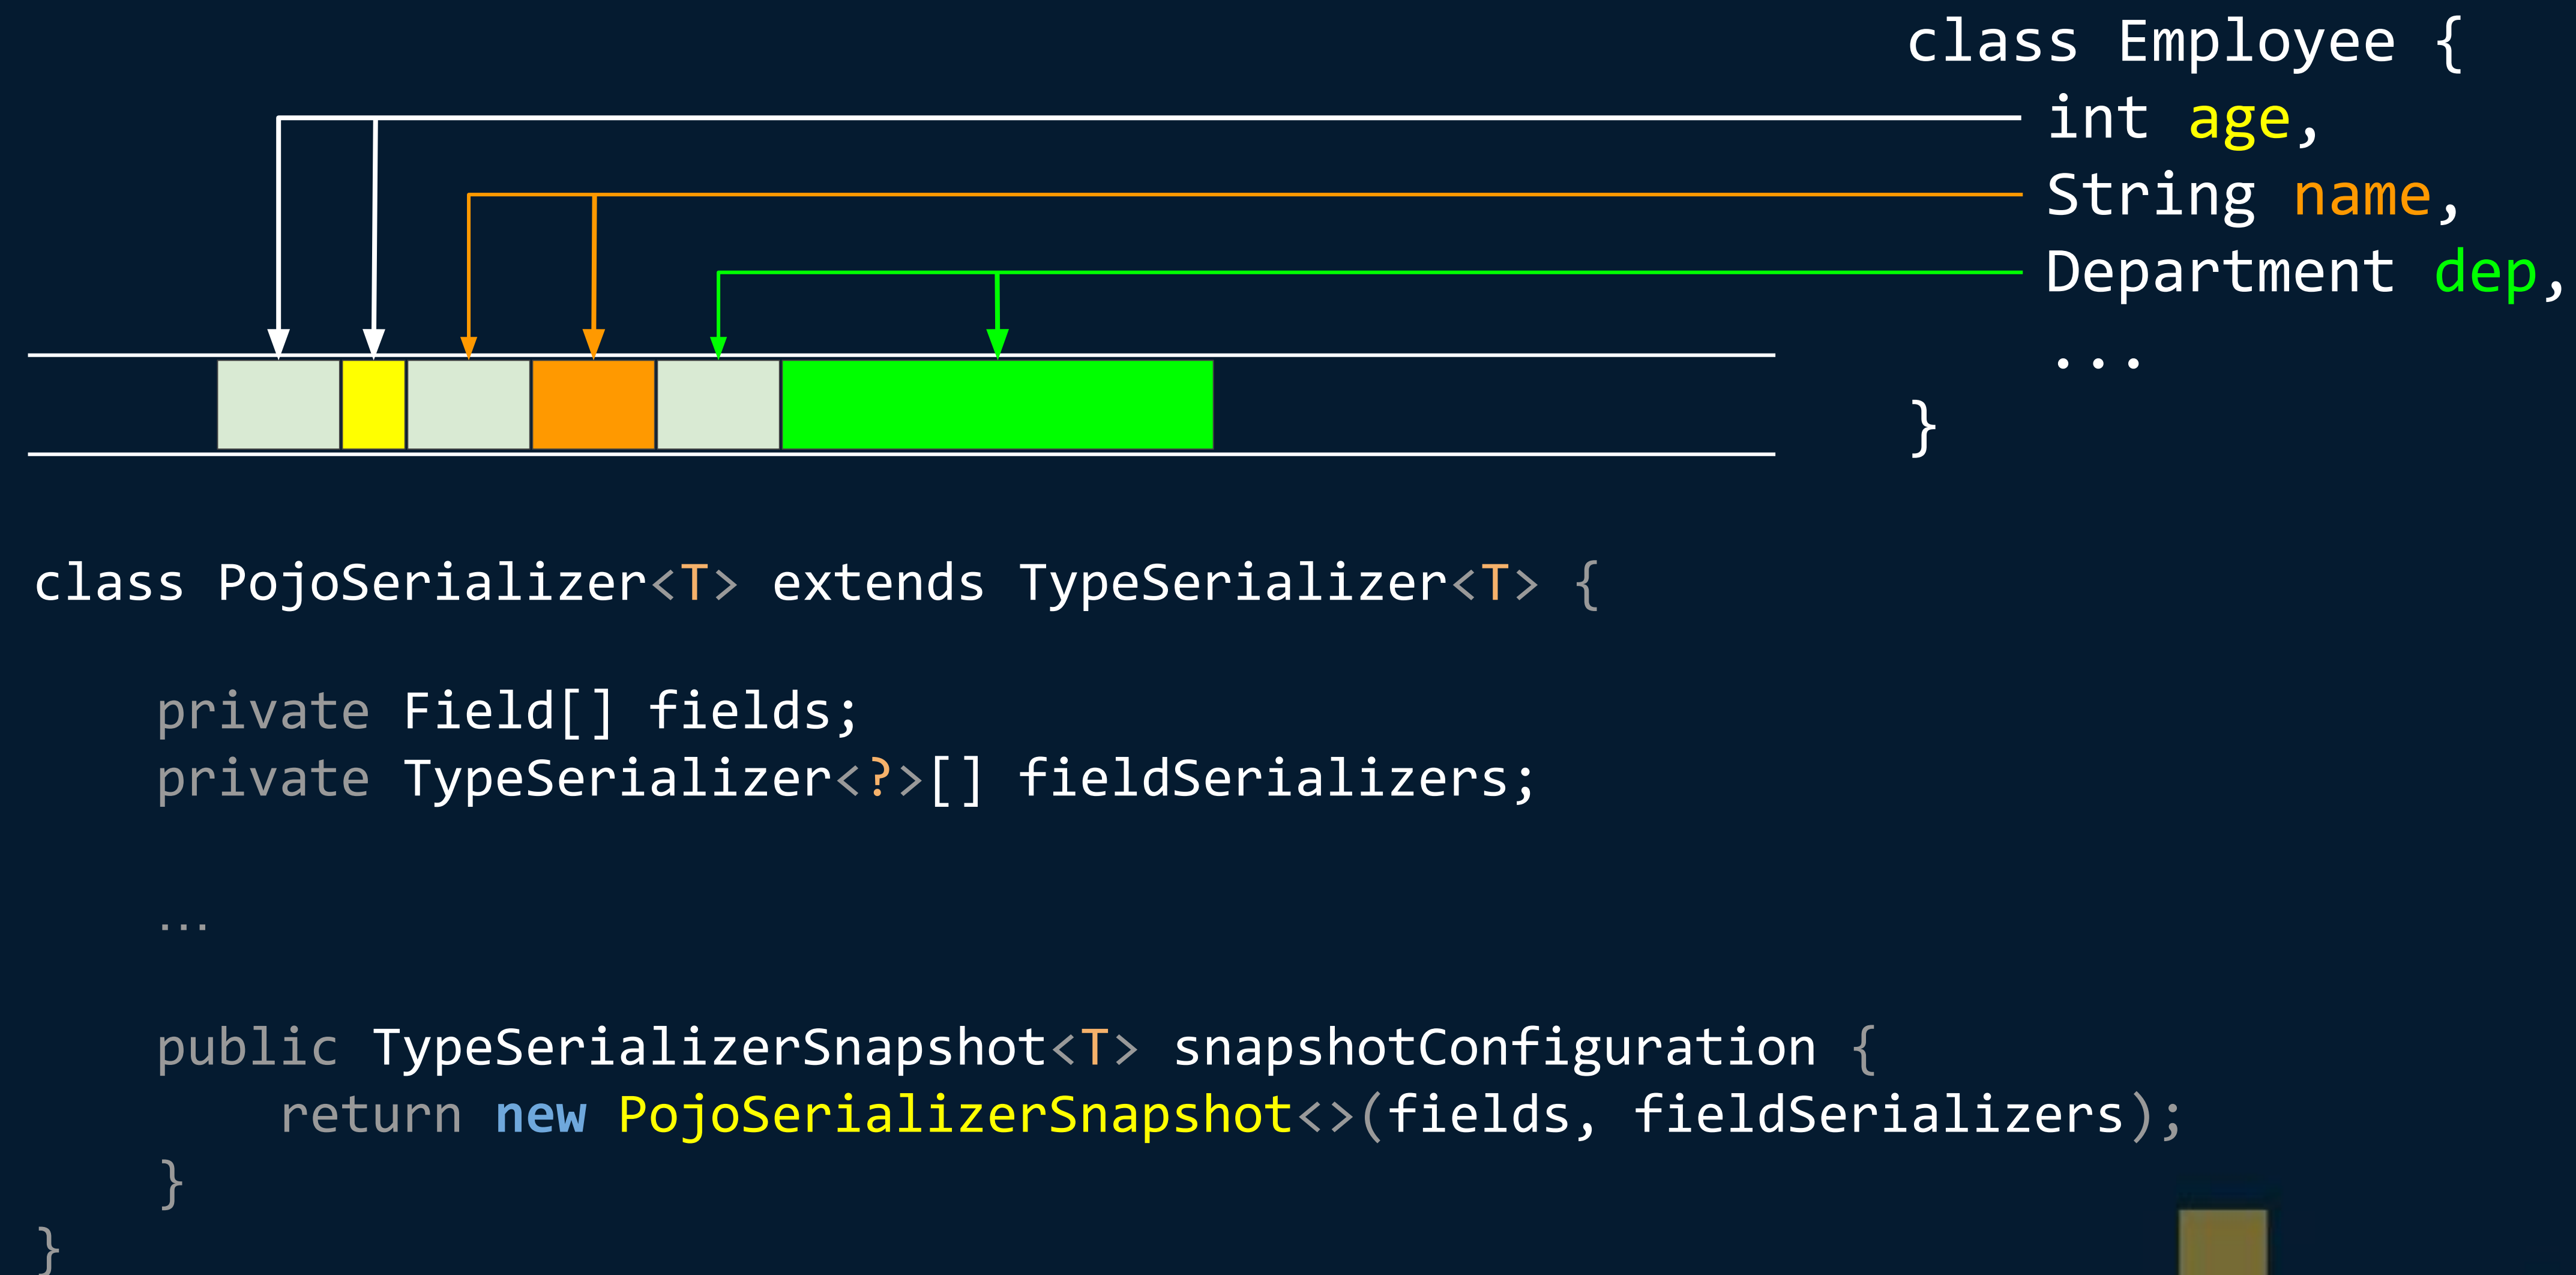 class Employee {
int age,
String name,
Department dep,
...
}
class PojoSerializer<T> extends TypeSerializer<T> {
private Field[] fields;
private TypeSerializer<?>[] fieldSerializers;
...
public TypeSerializerSnapshot<T> snapshotConfiguration {
return new PojoSerializerSnapshot<>(fields, fieldSerializers);
}
}